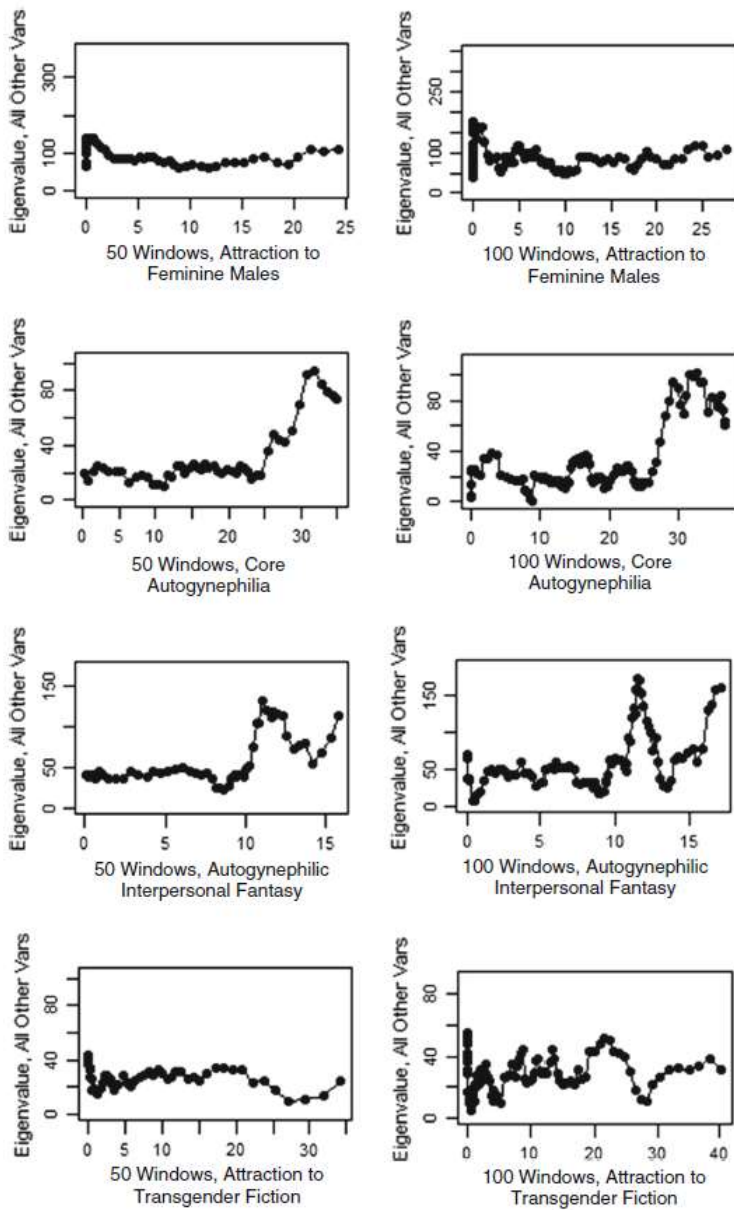 Eigenvalue, All Other Vars
300
100
0
0 5 10 15 20 25
50 Windows, Attraction to
Feminine Males
Eigenvalue, All Other Vars
250
100
0
0 5 10 15 20 25
100 Windows, Attraction to
Feminine Males
Eigenvalue, All Other Vars
80
40
0
0 5 10 20 30
50 Windows, Core
Autogynephilia
Eigenvalue, All Other Vars
80
40
0
0 10 20 30
100 Windows, Core
Autogynephilia
Eigenvalue, All Other Vars
150
50
0
0 5 10 15
50 Windows, Autogynephilic
Interpersonal Fantasy
Eigenvalue, All Other Vars
150
50
0
0 5 10 15
100 Windows, Autogynephilic
Interpersonal Fantasy
Eigenvalue, All Other Vars
80
40
0
0 5 10 20 30
50 Windows, Attraction to
Transgender Fiction
Eigenvalue, All Other Vars
80
40
0
0 10 20 30 40
100 Windows, Attraction to
Transgender Fiction